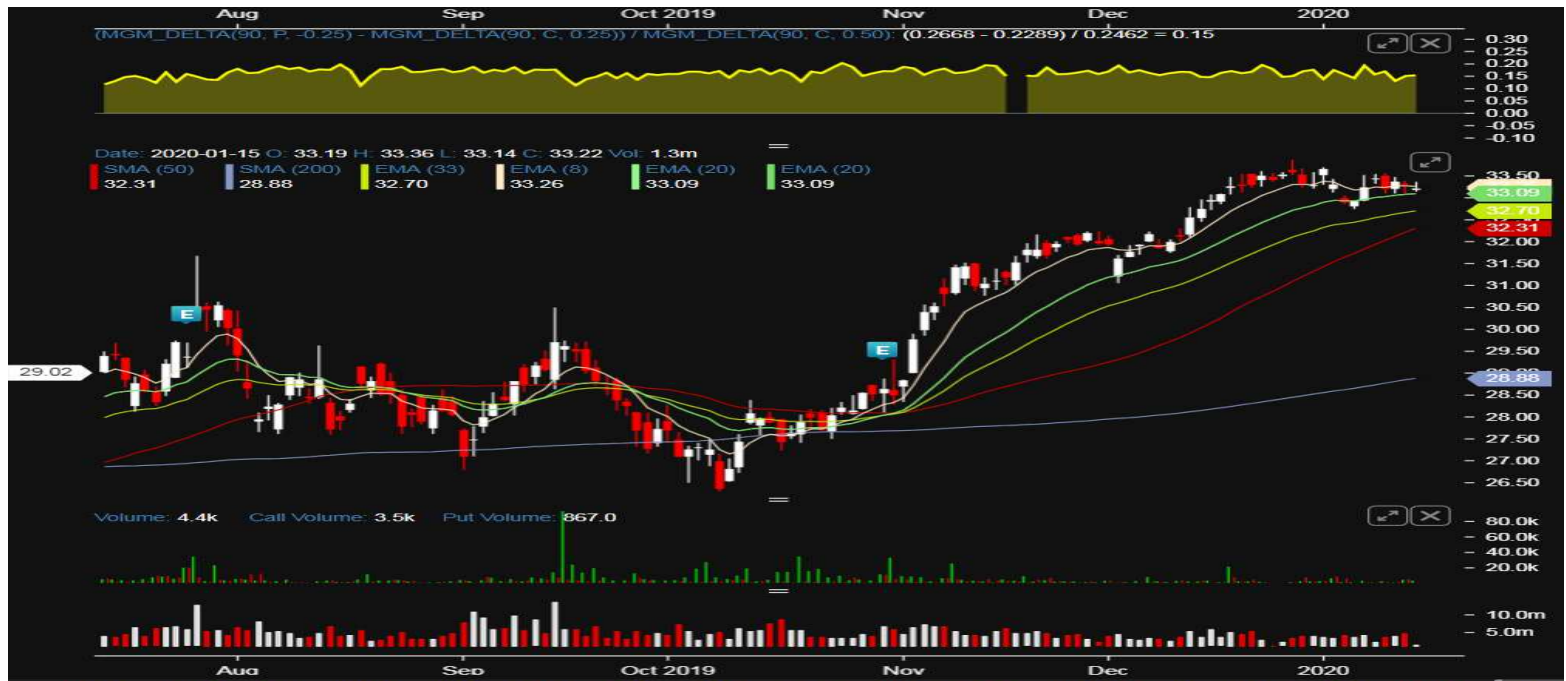 Aug Sep Oct 2019 Nov Dec 2020
(MGM_DELTA(90, P, -0.25) - MGM_DELTA(90, C, 0.25)) / MGM_DELTA(90, C, 0.50): (0.2668 - 0.2289) / 0.2462 = 0.15
0.30
0.25
0.20
0.15
0.10
0.05
0.00
-0.05
-0.10
Date: 2020-01-15 O: 33.19 H: 33.36 L: 33.14 C: 33.22 Vol: 1.3m
SMA (50) SMA (200) EMA (33) EMA (8) EMA (20) EMA (20)
32.31 28.88 32.70 33.26 33.09 33.09
33.50
33.09
32.70
32.31
32.00
31.50
31.00
30.50
E
30.00
E
29.50
29.02
28.88
28.50
28.00
27.50
27.00
26.50
Volume: 4.4k Call Volume: 3.5k Put Volume: 867.0
80.0k
60.0k
40.0k
20.0k
10.0m
5.0m
Aug Sep Oct 2019 Nov Dec 2020